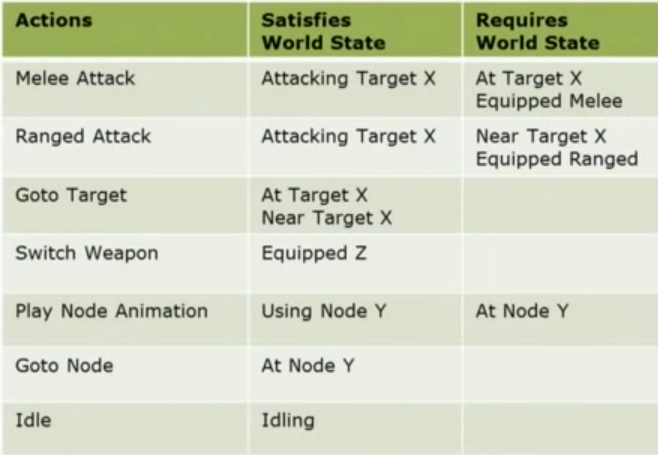 Actions
Satisfies
World State
Requires
World State
Melee Attack
Attacking Target X
At Target X
Equipped Melee
Ranged Attack
Attacking Target X
Near Target X
Equipped Ranged
Goto Target
At Target X
Near Target X
Switch Weapon
Equipped Z
Play Node Animation
Using Node Y
At Node Y
Goto Node
At Node Y
Idle
Idling